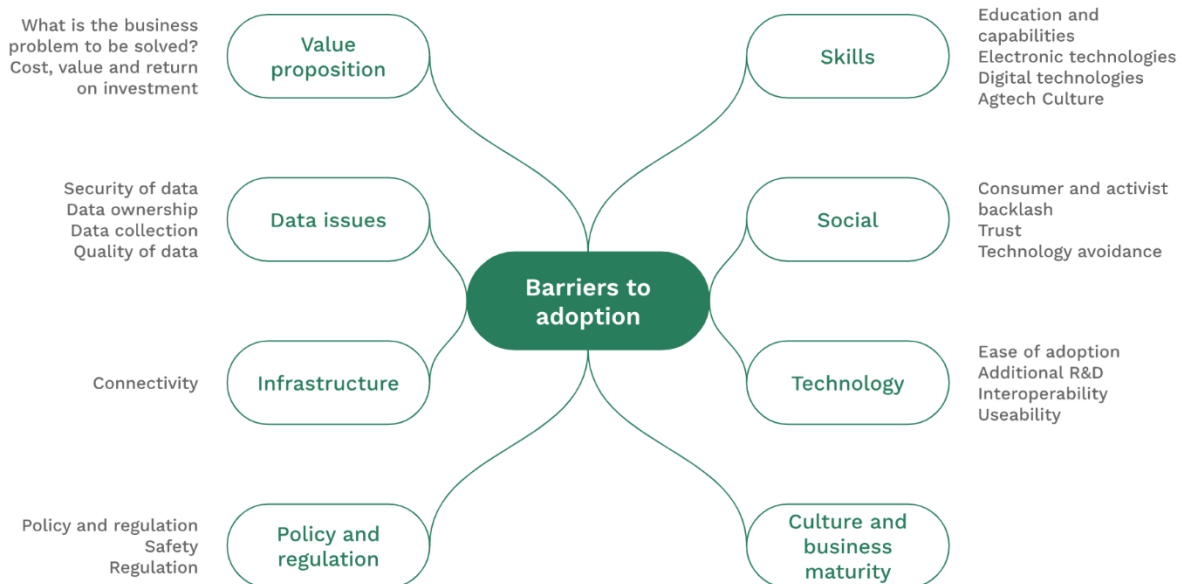 What is the business
problem to be solved?
Cost, value and return
on investment
Value
proposition
Skills
Education and
capabilities
Electronic technologies
Digital technologies
Agtech Culture
Security of data
Data ownership
Data collection
Quality of data
Data issues
Social
Consumer and activist
backlash
Trust
Technology avoidance
Barriers to
adoption
Connectivity
Infrastructure
Technology
Ease of adoption
Additional R&D
Interoperability
Useability
Policy and regulation
Safety
Regulation
Policy and
regulation
Culture and
business
maturity